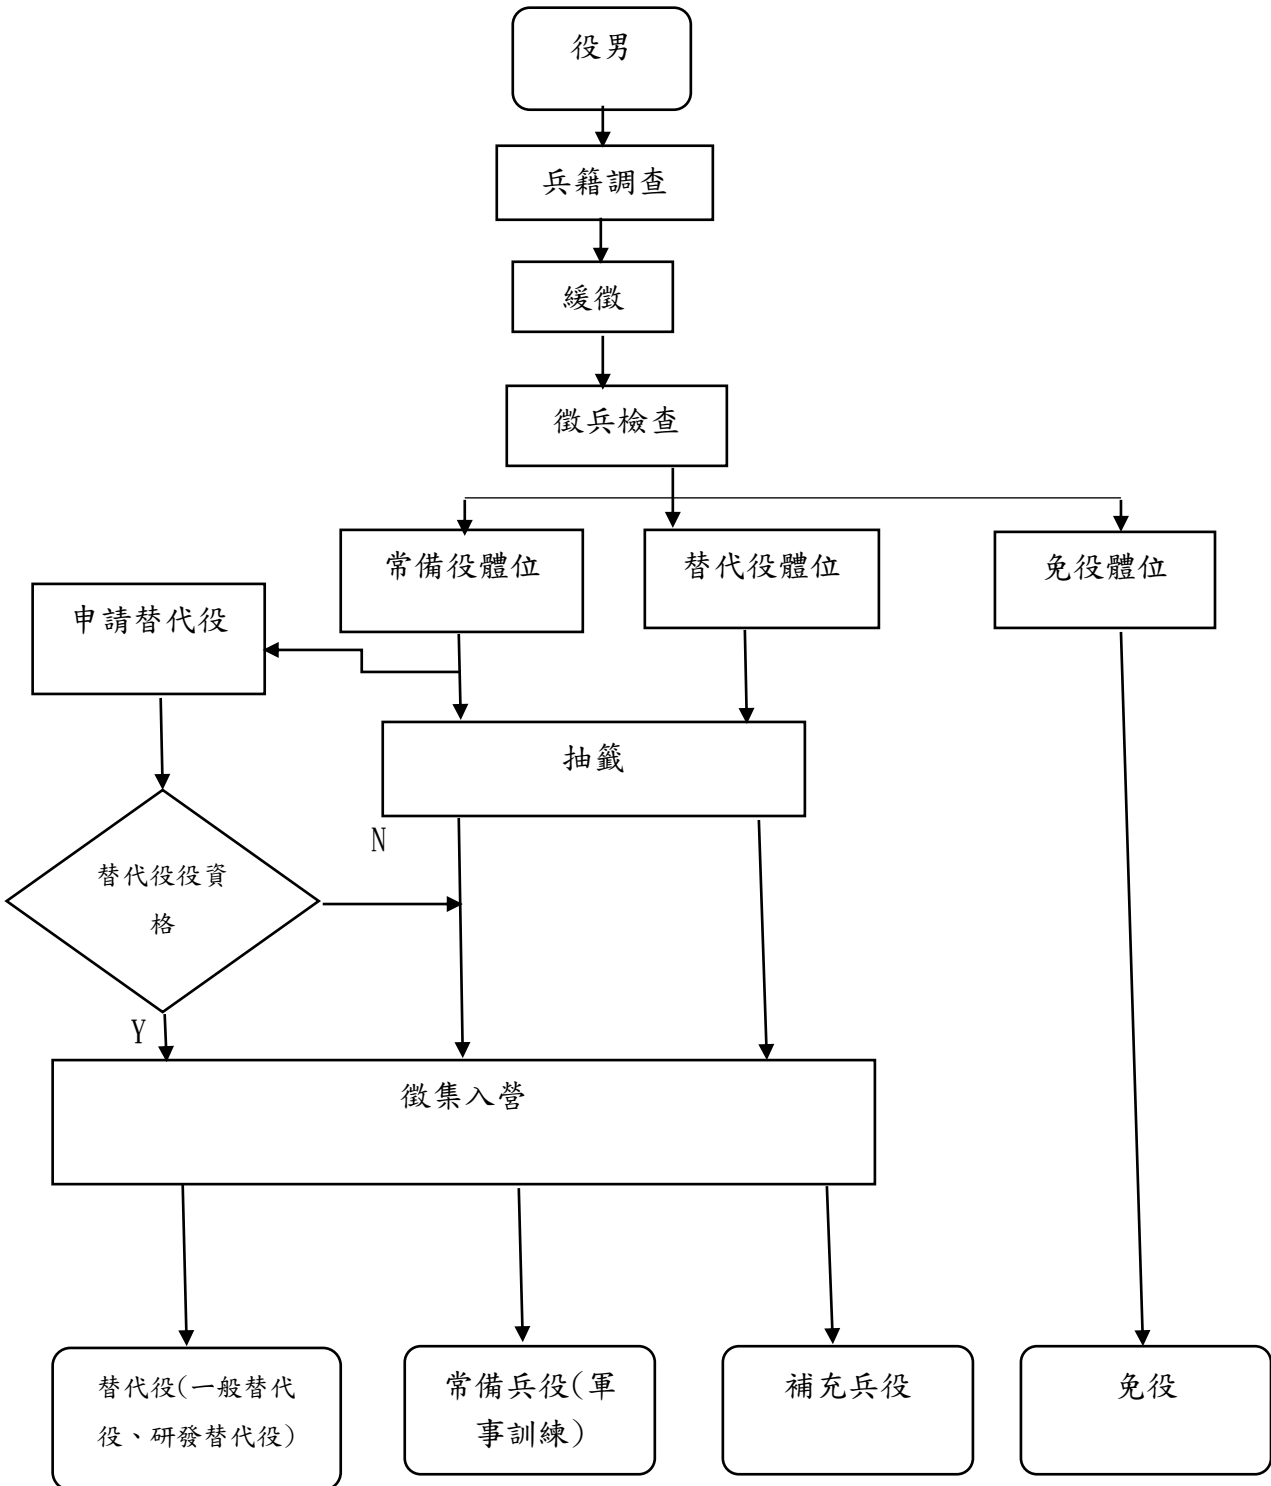 役男
兵籍調查
緩徵
徵兵檢查
常備役體位
替代役體位
免役體位
申請替代役
抽籤
N
替代役役資
格
Y
徵集入營
替代役(一般替代
役、研發替代役)
常備兵役(軍
事訓練)
補充兵役
免役